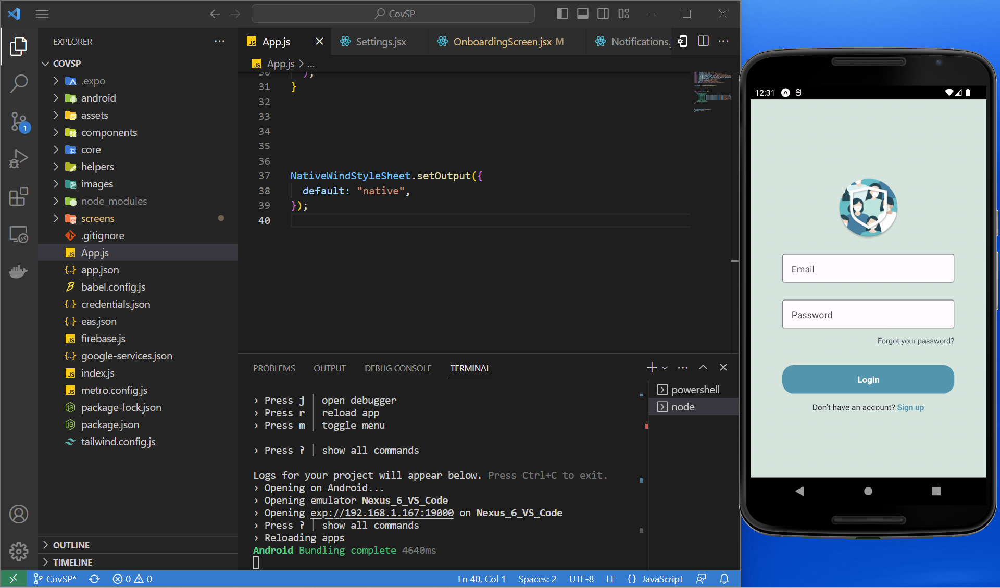 CovSP
EXPLORER
COVSP
.expo
android
assets
components
core
helpers
images
node_modules
screens
.gitignore
App.js
app.json
babel.config.js
credentials.json
eas.json
firebase.js
google-services.json
index.js
metro.config.js
package-lock.json
package.json
tailwind.config.js
OUTLINE
TIMELINE
1
App.js
Settings.jsx
OnboardingScreen.jsx M
Notifications.j
App.js > ...
30 );
31 }
32
33
34
35
36
37 NativeWindStyleSheet.setOutput({
38 default: "native",
39 });
40
PROBLEMS OUTPUT DEBUG CONSOLE TERMINAL
powershell
node
› Press j │ open debugger
› Press r │ reload app
› Press m │ toggle menu
› Press ? │ show all commands
Logs for your project will appear below. Press Ctrl+C to exit.
› Opening on Android...
› Opening emulator Nexus_6_VS_Code
› Opening exp://192.168.1.167:19000 on Nexus_6_VS_Code
› Press ? │ show all commands
› Reloading apps
Android Bundling complete 4640ms
CovSP* 0 0 Ln 40, Col 1 Spaces: 2 UTF-8 LF {} JavaScript
12:31
Email
Password
Forgot your password?
Login
Don't have an account? Sign up